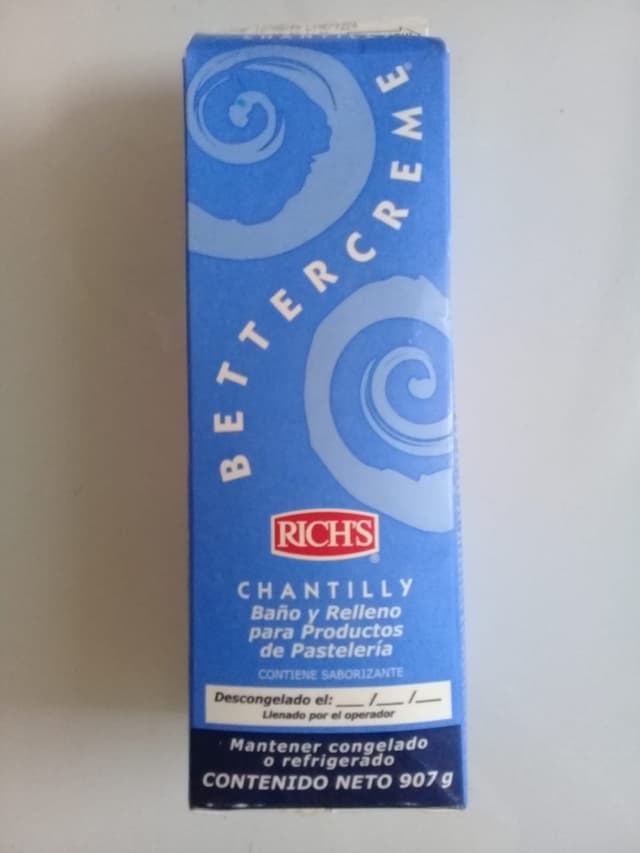 BETTERCREME®
RICH'S®
CHANTILLY
Baño y Relleno
para Productos
de Pastelería
CONTIENE SABORIZANTE
Descongelado el: ___ /___ /___
Llenado por el operador
Mantener congelado
o refrigerado
CONTENIDO NETO 907g